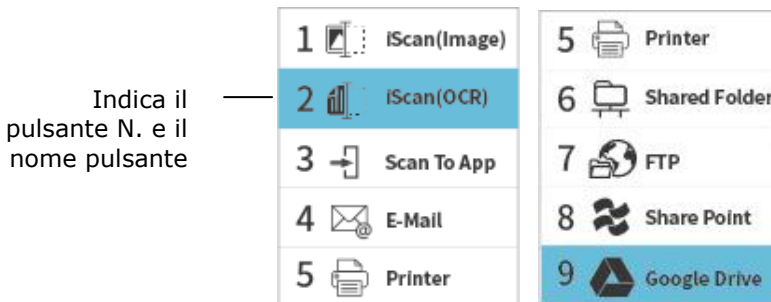 Indica il
pulsante N. e il
nome pulsante
1 iScan(Image)
2 iScan(OCR)
3 Scan To App
4 E-Mail
5 Printer
5 Printer
6 Shared Folder
7 FTP
8 Share Point
9 Google Drive